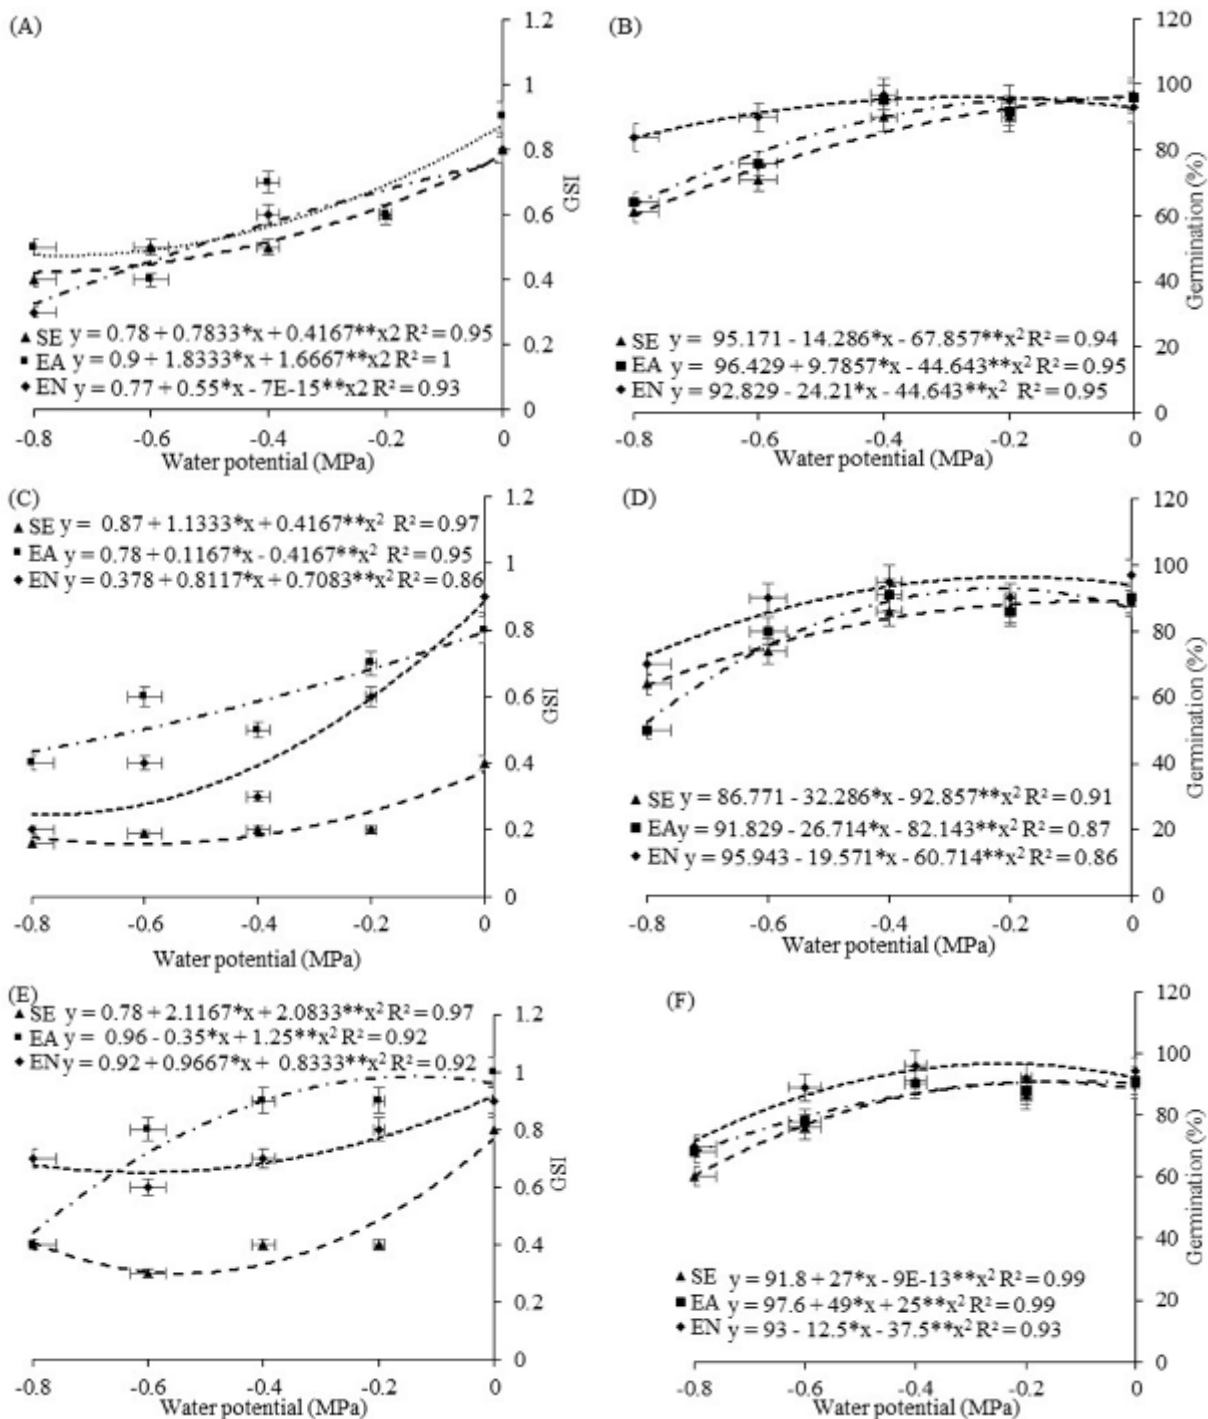 (A)
1.2
1
0.8
0.6
0.4
0.2
0
GSI
▲ SE y = 0.78 + 0.7833*x + 0.4167**x2 R² = 0.95
■ EA y = 0.9 + 1.8333*x + 1.6667**x2 R² = 1
◆ EN y = 0.77 + 0.55*x - 7E-15**x2 R² = 0.93
-0.8 -0.6 -0.4 -0.2 0
Water potential (MPa)
(B)
120
100
80
60
40
20
0
Germination (%)
▲ SE y = 95.171 - 14.286*x - 67.857**x² R² = 0.94
■ EA y = 96.429 + 9.7857*x - 44.643**x² R² = 0.95
◆ EN y = 92.829 - 24.21*x - 44.643**x² R² = 0.95
-0.8 -0.6 -0.4 -0.2 0
Water potential (MPa)
(C)
▲ SE y = 0.87 + 1.1333*x + 0.4167**x² R² = 0.97
■ EA y = 0.78 + 0.1167*x - 0.4167**x² R² = 0.95
◆ EN y = 0.378 + 0.8117*x + 0.7083**x² R² = 0.86
1.2
1
0.8
0.6
0.4
0.2
0
GSI
-0.8 -0.6 -0.4 -0.2 0
Water potential (MPa)
(D)
120
100
80
60
40
20
0
Germination (%)
▲ SE y = 86.771 - 32.286*x - 92.857**x² R² = 0.91
■ EAy = 91.829 - 26.714*x - 82.143**x² R² = 0.87
◆ EN y = 95.943 - 19.571*x - 60.714**x² R² = 0.86
-0.8 -0.6 -0.4 -0.2 0
Water potential (MPa)
(E)
▲ SE y = 0.78 + 2.1167*x + 2.0833**x² R² = 0.97
■ EA y = 0.96 - 0.35*x + 1.25**x² R² = 0.92
◆ EN y = 0.92 + 0.9667*x + 0.8333**x² R² = 0.92
1.2
1
0.8
0.6
0.4
0.2
0
GSI
-0.8 -0.6 -0.4 -0.2 0
Water potential (MPa)
(F)
120
100
80
60
40
20
0
Germination (%)
▲ SE y = 91.8 + 27*x - 9E-13**x² R² = 0.99
■ EA y = 97.6 + 49*x + 25**x² R² = 0.99
◆ EN y = 93 - 12.5*x - 37.5**x² R² = 0.93
-0.8 -0.6 -0.4 -0.2 0
Water potential (MPa)